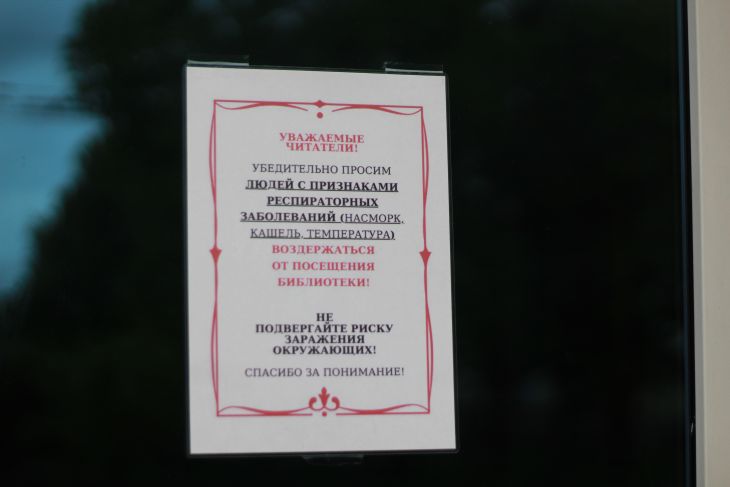 УВАЖАЕМЫЕ
ЧИТАТЕЛИ!
УБЕДИТЕЛЬНО ПРОСИМ
ЛЮДЕЙ С ПРИЗНАКАМИ
РЕСПИРАТОРНЫХ
ЗАБОЛЕВАНИЙ (НАСМОРК,
КАШЕЛЬ, ТЕМПЕРАТУРА)
ВОЗДЕРЖАТЬСЯ
ОТ ПОСЕЩЕНИЯ
БИБЛИОТЕКИ!
НЕ
ПОДВЕРГАЙТЕ РИСКУ
ЗАРАЖЕНИЯ
ОКРУЖАЮЩИХ!
СПАСИБО ЗА ПОНИМАНИЕ!